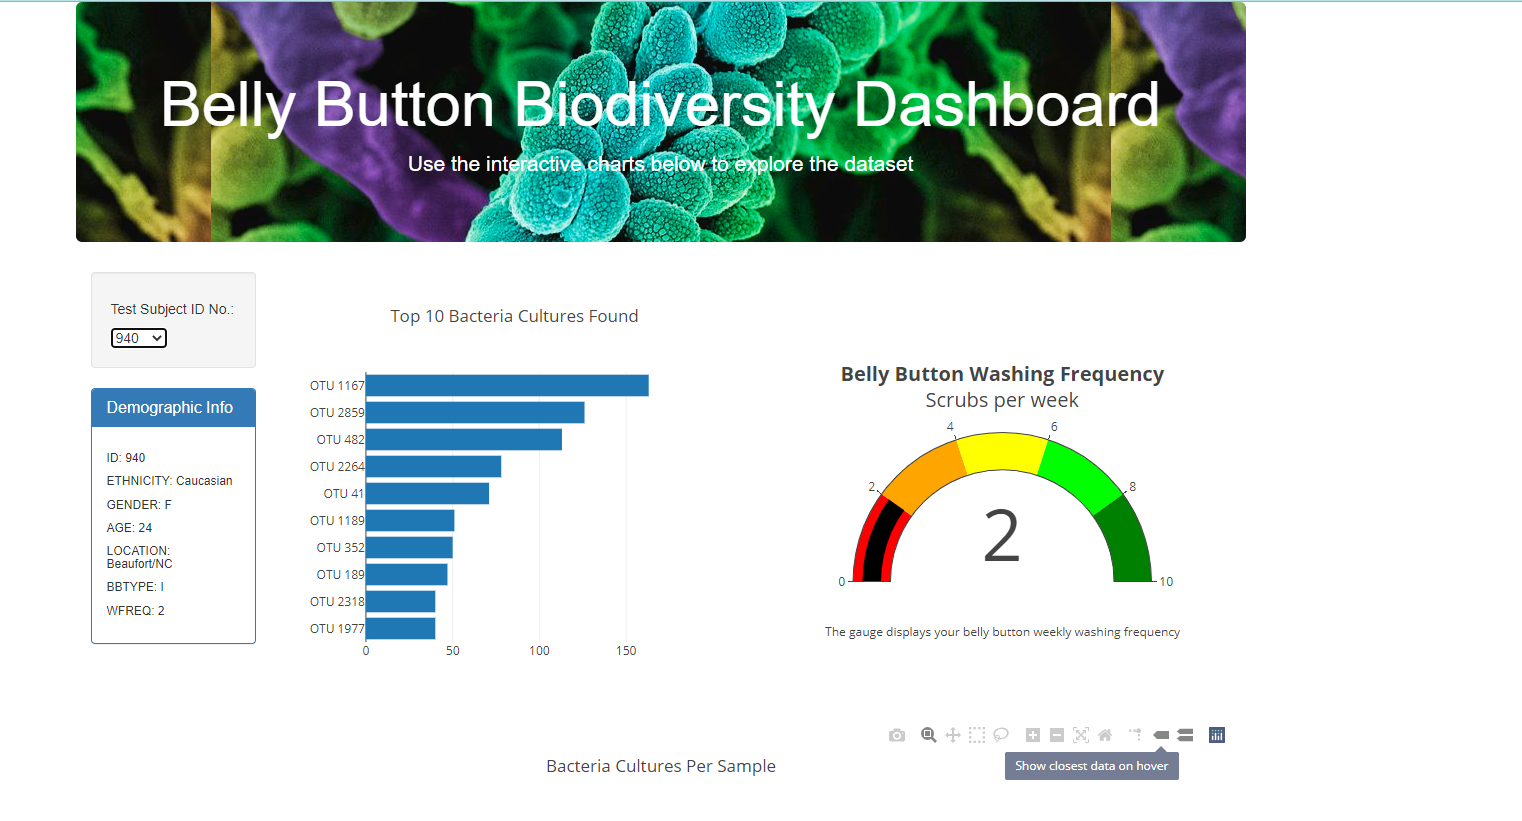 Belly Button Biodiversity Dashboard
Use the interactive charts below to explore the dataset
Test Subject ID No.:
940
Demographic Info
ID: 940
ETHNICITY: Caucasian
GENDER: F
AGE: 24
LOCATION:
Beaufort/NC
BBTYPE: I
WFREQ: 2
Top 10 Bacteria Cultures Found
OTU 1167
OTU 2859
OTU 482
OTU 2264
OTU 41
OTU 1189
OTU 352
OTU 189
OTU 2318
OTU 1977
0 50 100 150
Belly Button Washing Frequency
Scrubs per week
4 6
2 8
2
0 10
The gauge displays your belly button weekly washing frequency
Show closest data on hover
Bacteria Cultures Per Sample